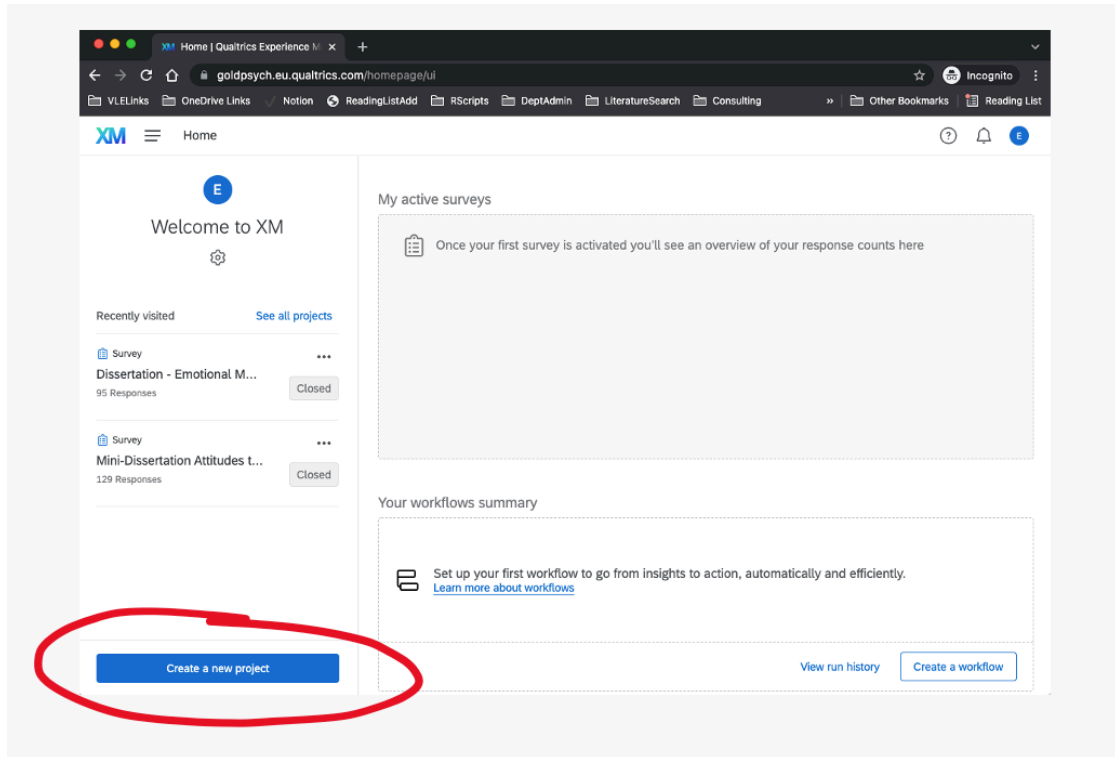 XM Home | Qualtrics Experience M
goldpsych.eu.qualtrics.com/homepage/ui
Incognito
VLELinks OneDrive Links Notion ReadingListAdd RScripts DeptAdmin LiteratureSearch Consulting » Other Bookmarks Reading List
XM Home ? E
E
Welcome to XM
Recently visited See all projects
Survey
Dissertation - Emotional M...
95 Responses
Closed
Survey
Mini-Dissertation Attitudes t...
129 Responses
Closed
Create a new project
My active surveys
Once your first survey is activated you'll see an overview of your response counts here
Your workflows summary
Set up your first workflow to go from insights to action, automatically and efficiently.
Learn more about workflows
View run history Create a workflow